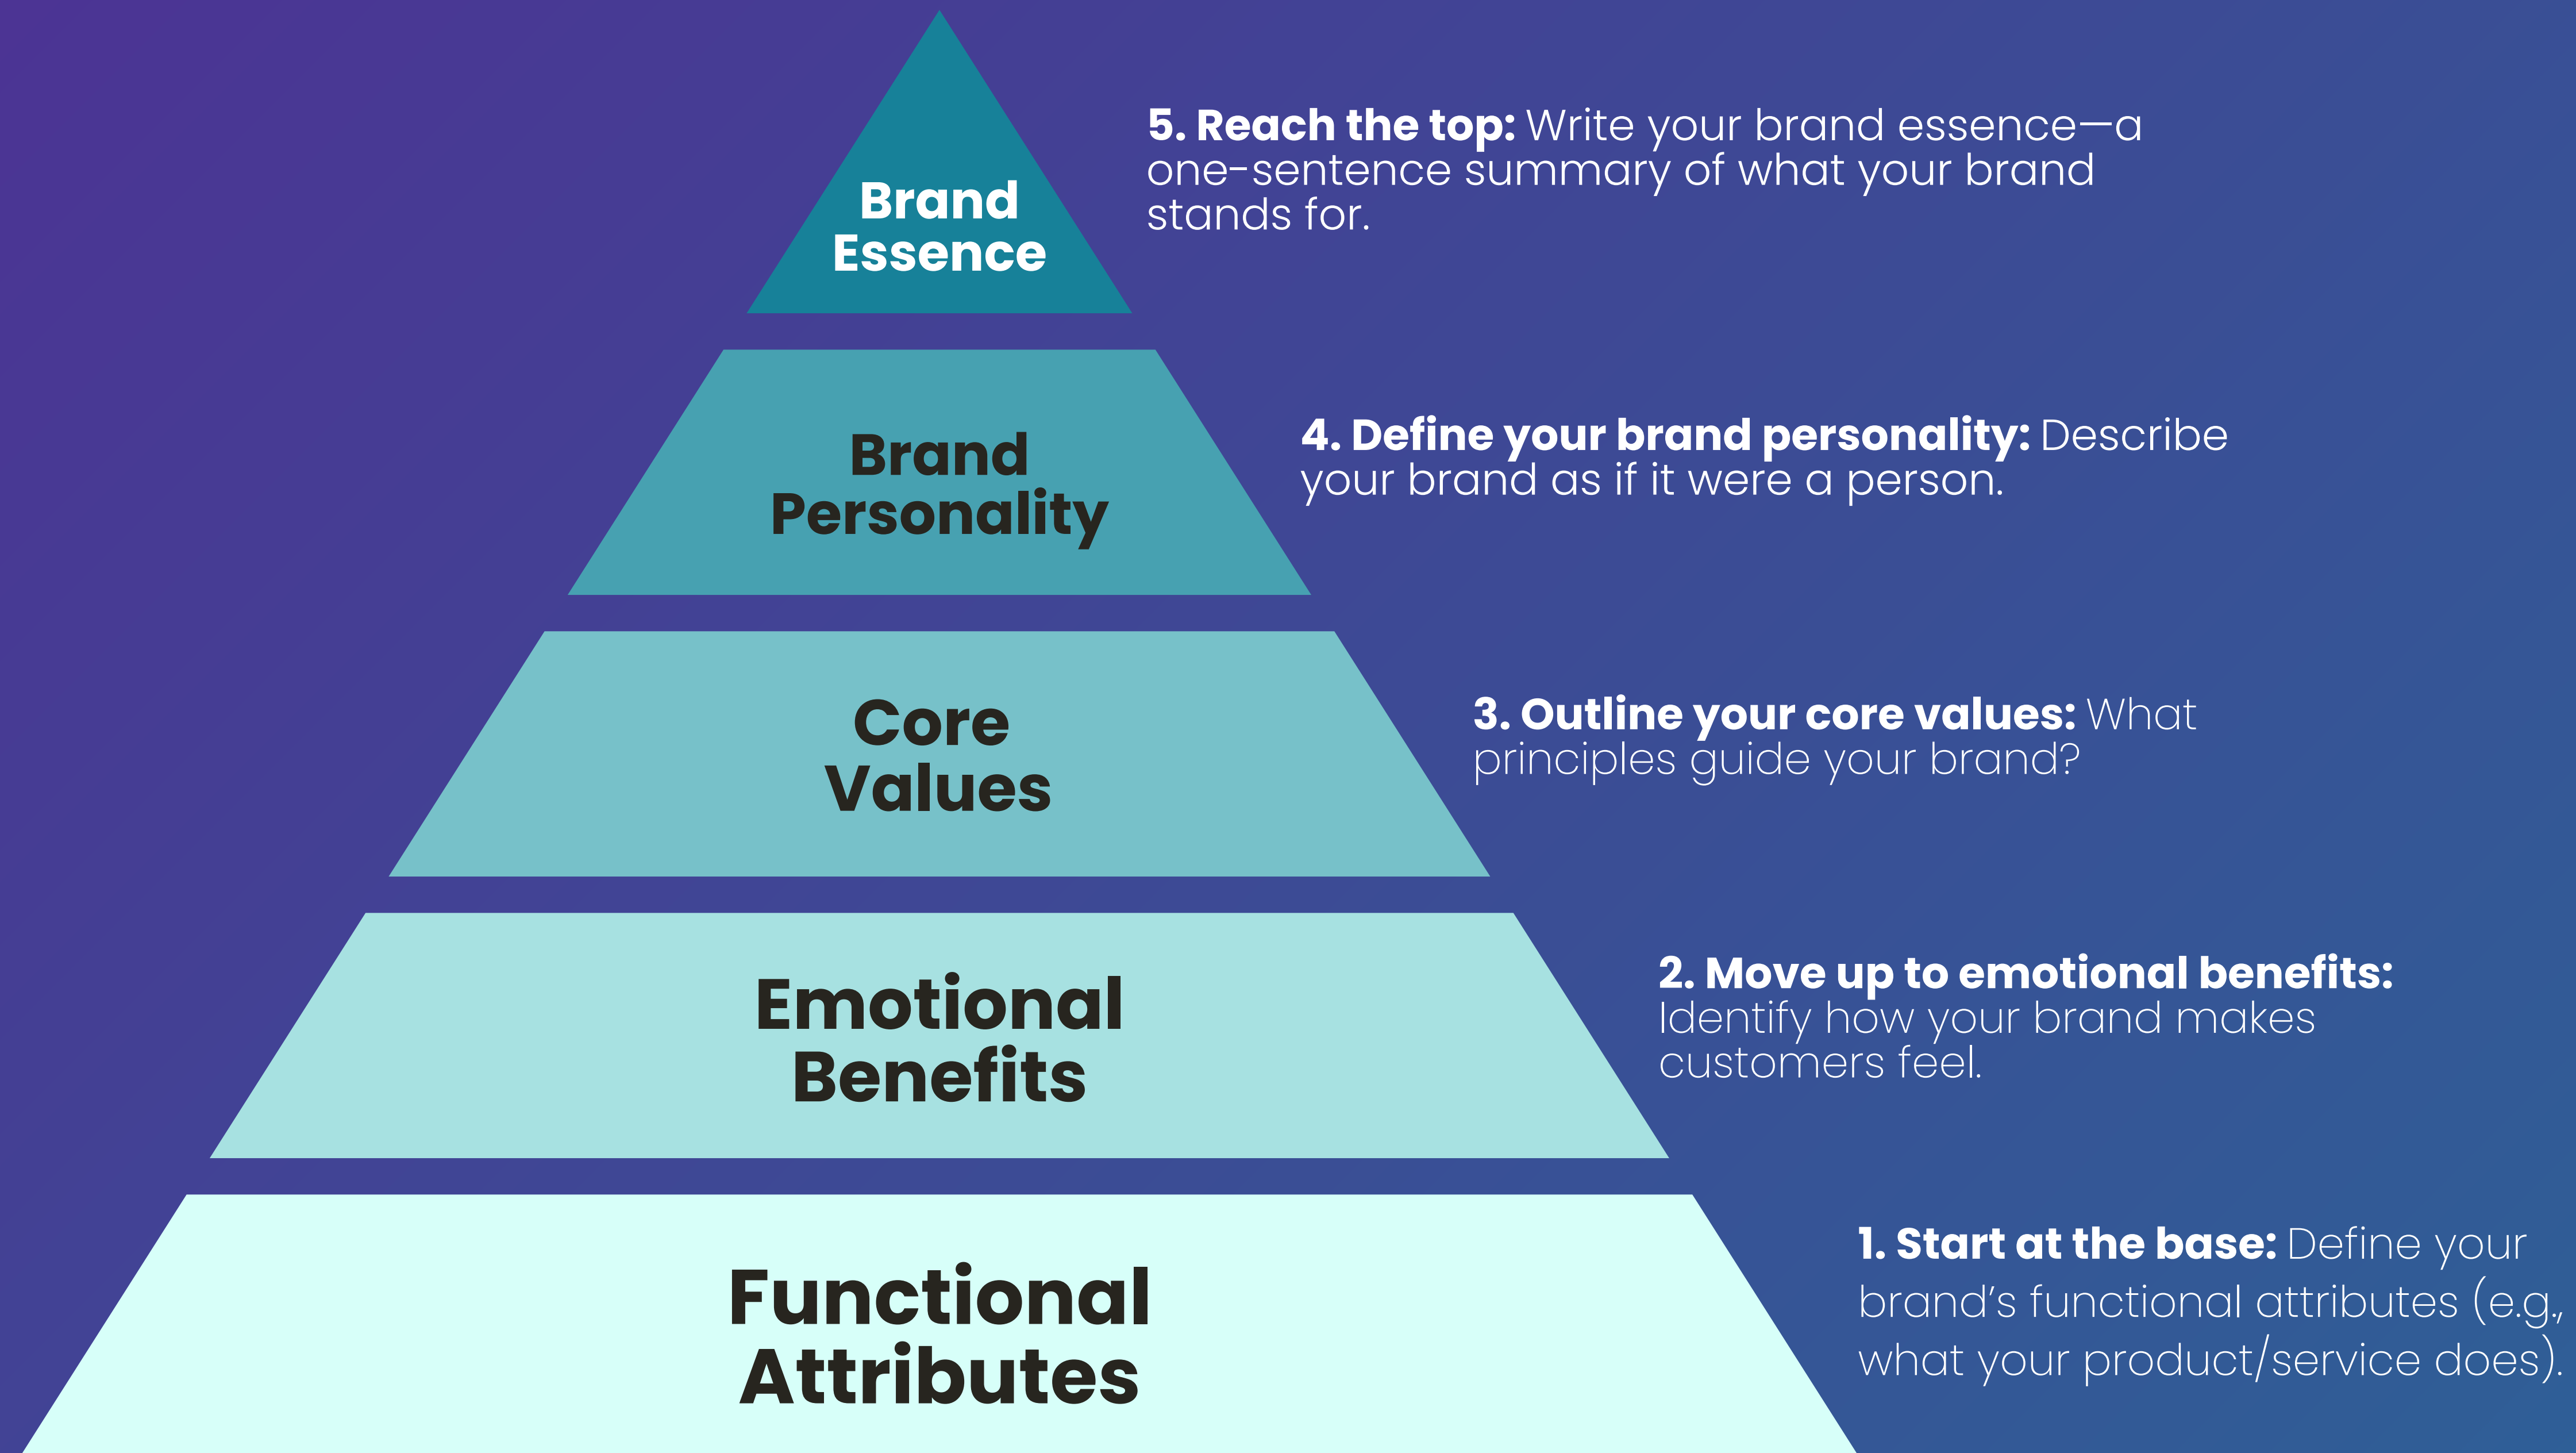 Brand
Essence
5. Reach the top: Write your brand essence—a
one-sentence summary of what your brand
stands for.
Brand
Personality
4. Define your brand personality: Describe
your brand as if it were a person.
Core
Values
3. Outline your core values: What
principles guide your brand?
Emotional
Benefits
2. Move up to emotional benefits:
Identify how your brand makes
customers feel.
Functional
Attributes
1. Start at the base: Define your
brand’s functional attributes (e.g.,
what your product/service does).